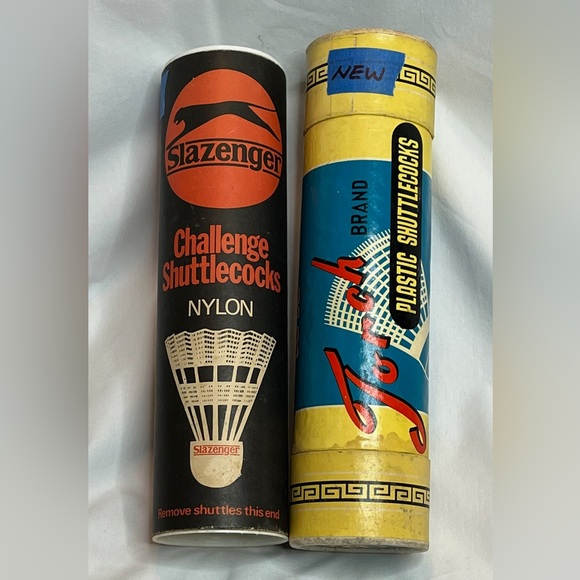 Slazenger
Challenge
Shuttlecocks
NYLON
Slazenger
Remove shuttles this end
NEW
Torch
BRAND
PLASTIC SHUTTLECOCKS